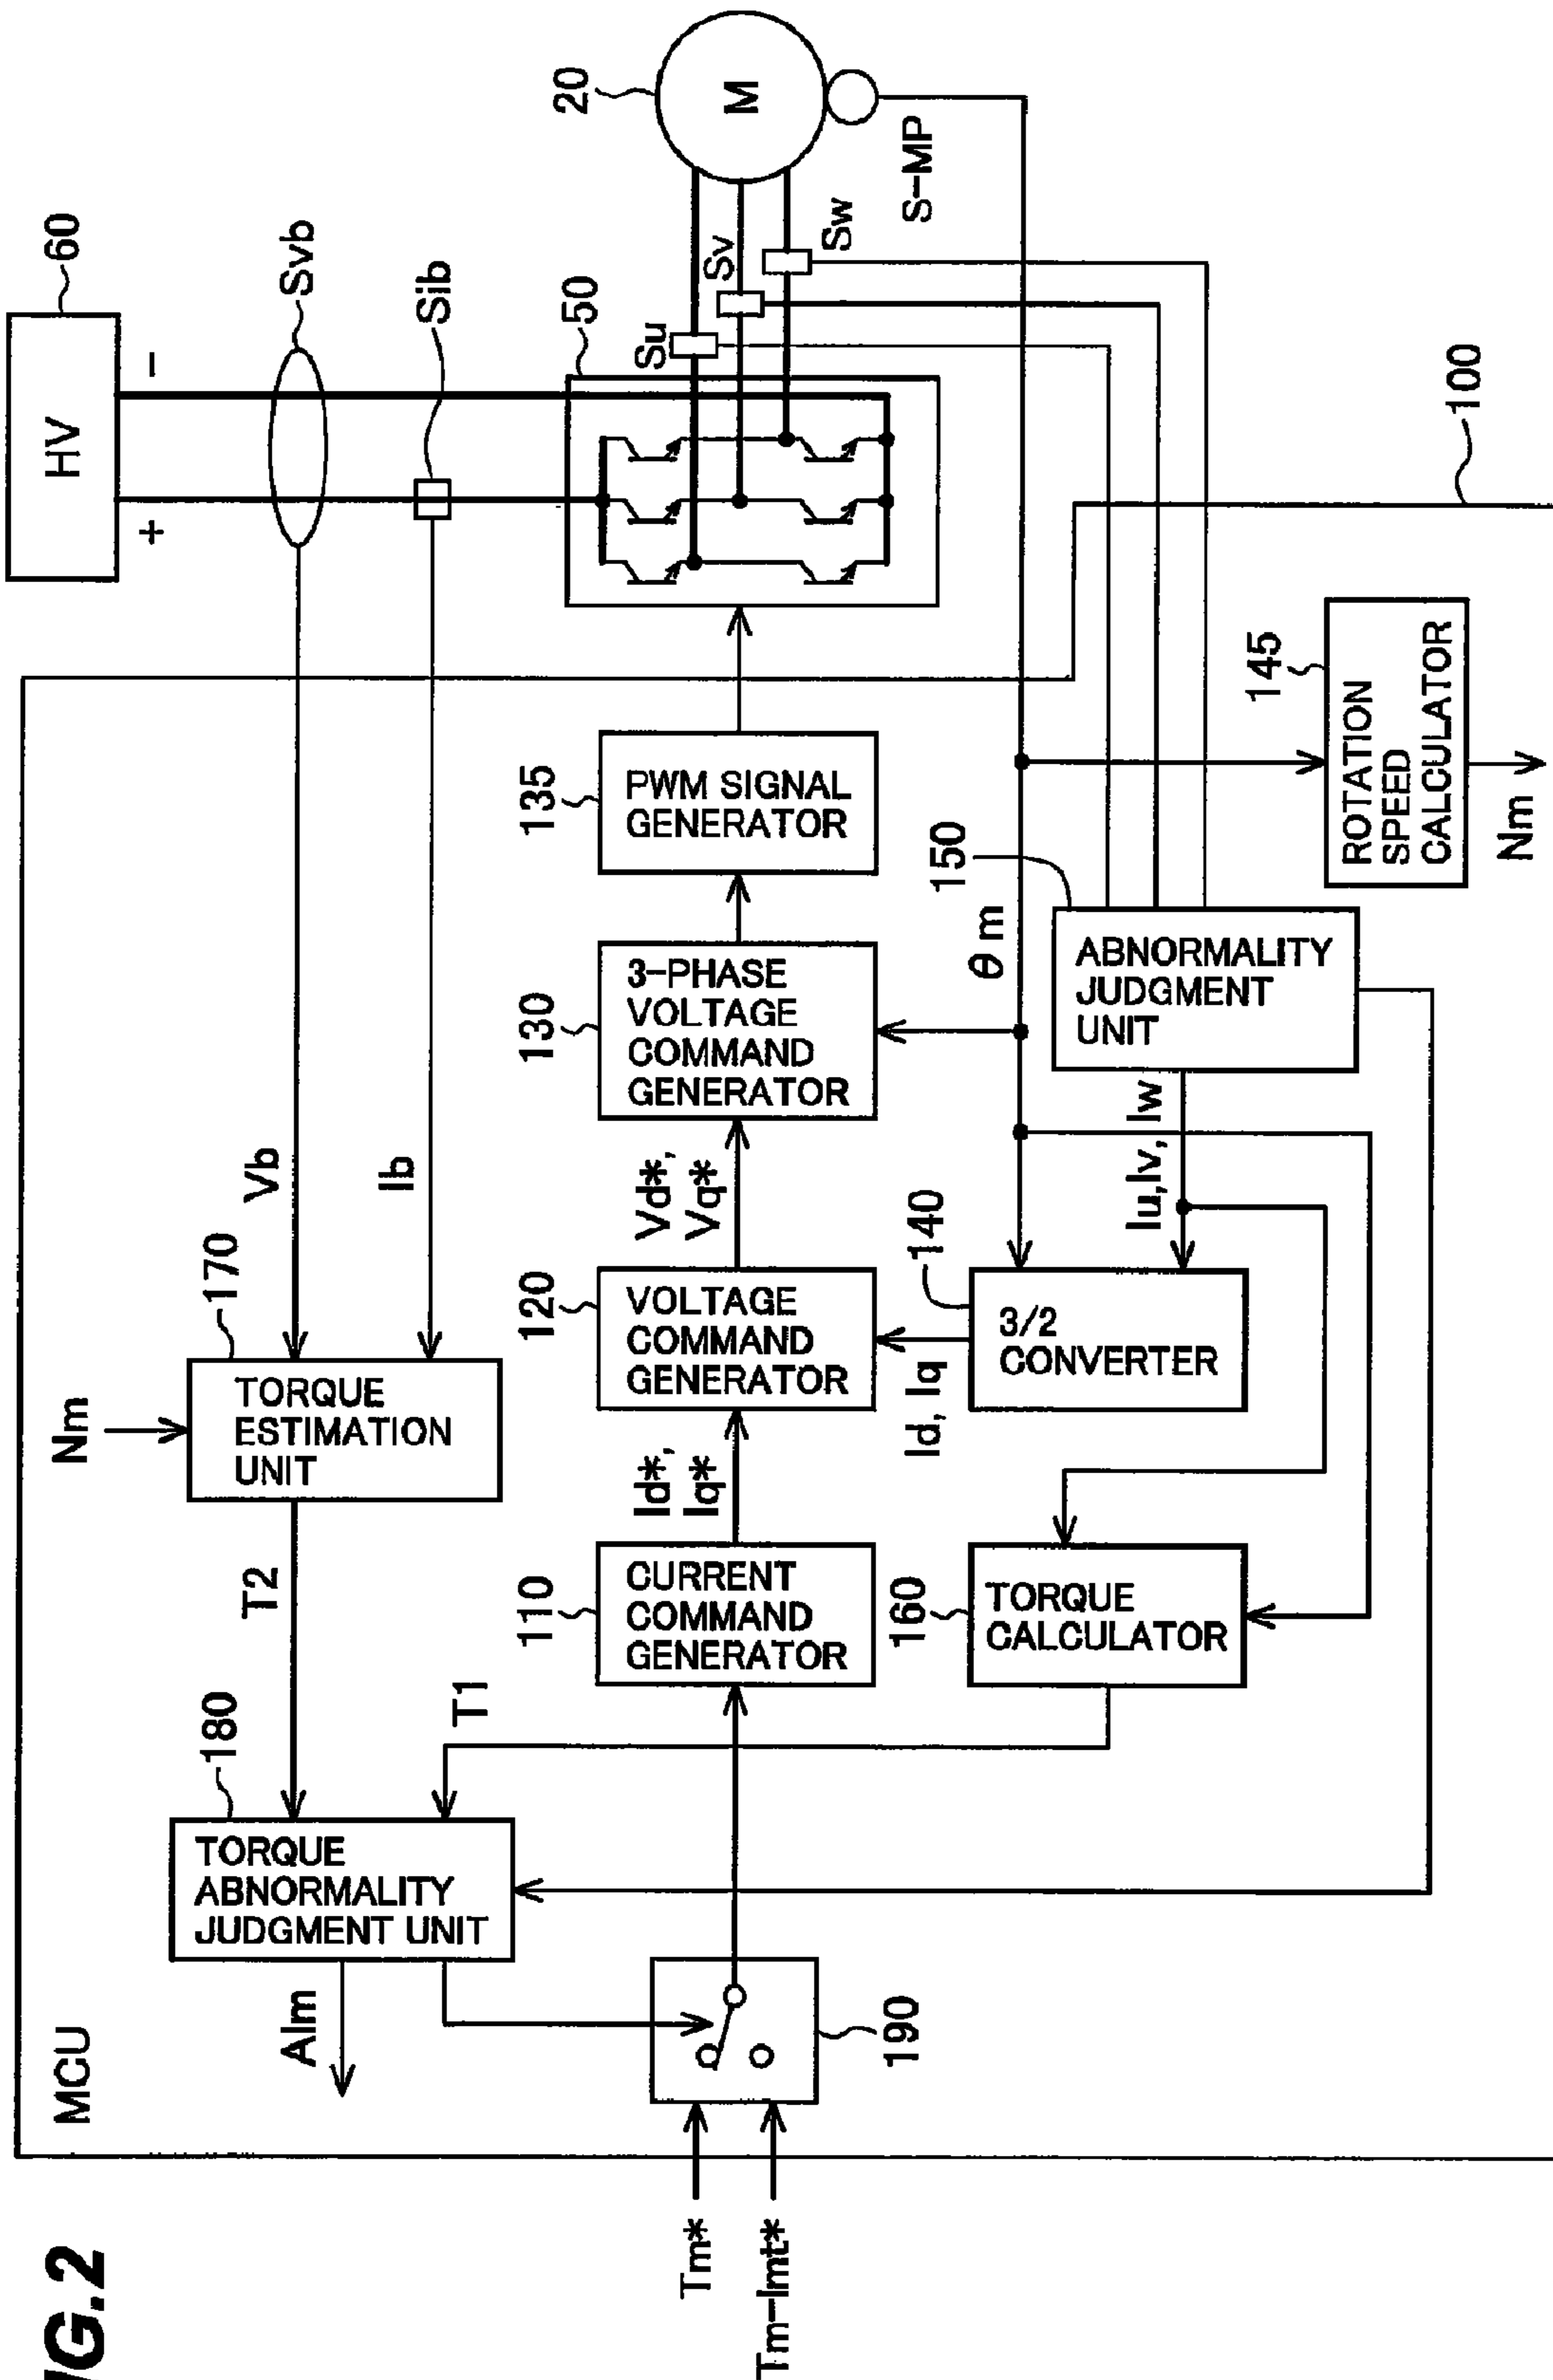 IG.2
MCU
Tm*
Tm-lmt*
190
Alm
TORQUE
ABNORMALITY
JUDGMENT UNIT
180
T2
T1
Nm
TORQUE
ESTIMATION
UNIT
170
Vb
Ib
CURRENT
COMMAND
GENERATOR
110
Id*,
Iq*
VOLTAGE
COMMAND
GENERATOR
120
Vd*,
Vq*
3-PHASE
VOLTAGE
COMMAND
GENERATOR
130
PWM SIGNAL
GENERATOR
135
TORQUE
CALCULATOR
160
Id, Iq
3/2
CONVERTER
140
Iu,Iv, Iw
θm
ABNORMALITY
JUDGMENT
UNIT
150
ROTATION
SPEED
CALCULATOR
145
Nm
100
HV
60
+
−
Svb
Sib
50
Su
Sv
Sw
S-MP
M
20